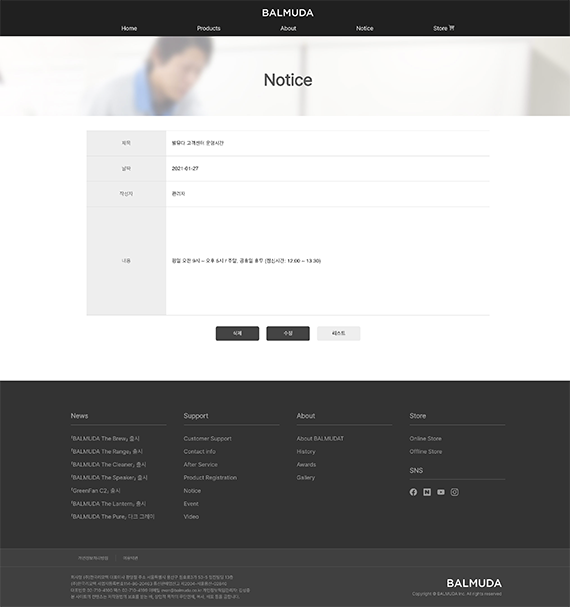 BALMUDA
Home Products About Notice Store
Notice
제목 발뮤다 고객센터 운영시간
날짜 2021-01-27
작성자 관리자
내용 평일 오전 9시 ~ 오후 6시 / 주말, 공휴일 휴무 (점심시간: 12:00 ~ 13:30)
삭제 수정 리스트
News Support About Store
「BALMUDA The Brew」 출시 Customer Support About BALMUDAT Online Store
「BALMUDA The Range」 출시 Contact info History Offline Store
「BALMUDA The Cleaner」 출시 After Service Awards
SNS
「BALMUDA The Speaker」 출시 Product Registration Gallery
「GreenFan C2」 출시 Notice
「BALMUDA The Lantern」 출시 Event
「BALMUDA The Pure」 다크 그레이 Video
개인정보처리방침 이용약관
BALMUDA
Copyright © BALMUDA Inc. All rights reserved